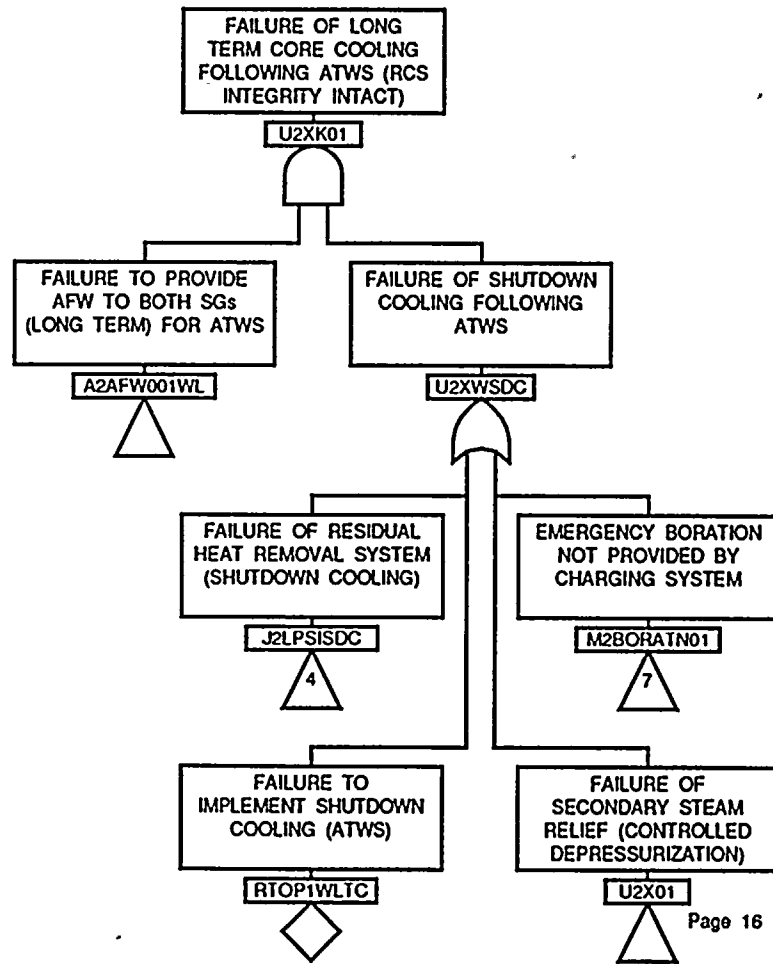 FAILURE OF LONG
TERM CORE COOLING
FOLLOWING ATWS (RCS
INTEGRITY INTACT)
U2XK01
FAILURE TO PROVIDE
AFW TO BOTH SGs
(LONG TERM) FOR ATWS
A2AFW001WL
FAILURE OF SHUTDOWN
COOLING FOLLOWING
ATWS
U2XWSDC
FAILURE OF RESIDUAL
HEAT REMOVAL SYSTEM
(SHUTDOWN COOLING)
J2LPSISDC
4
EMERGENCY BORATION
NOT PROVIDED BY
CHARGING SYSTEM
M2BORATN01
7
FAILURE TO
IMPLEMENT SHUTDOWN
COOLING (ATWS)
RTOP1WLTC
FAILURE OF
SECONDARY STEAM
RELIEF (CONTROLLED
DEPRESSURIZATION)
U2X01
Page 16